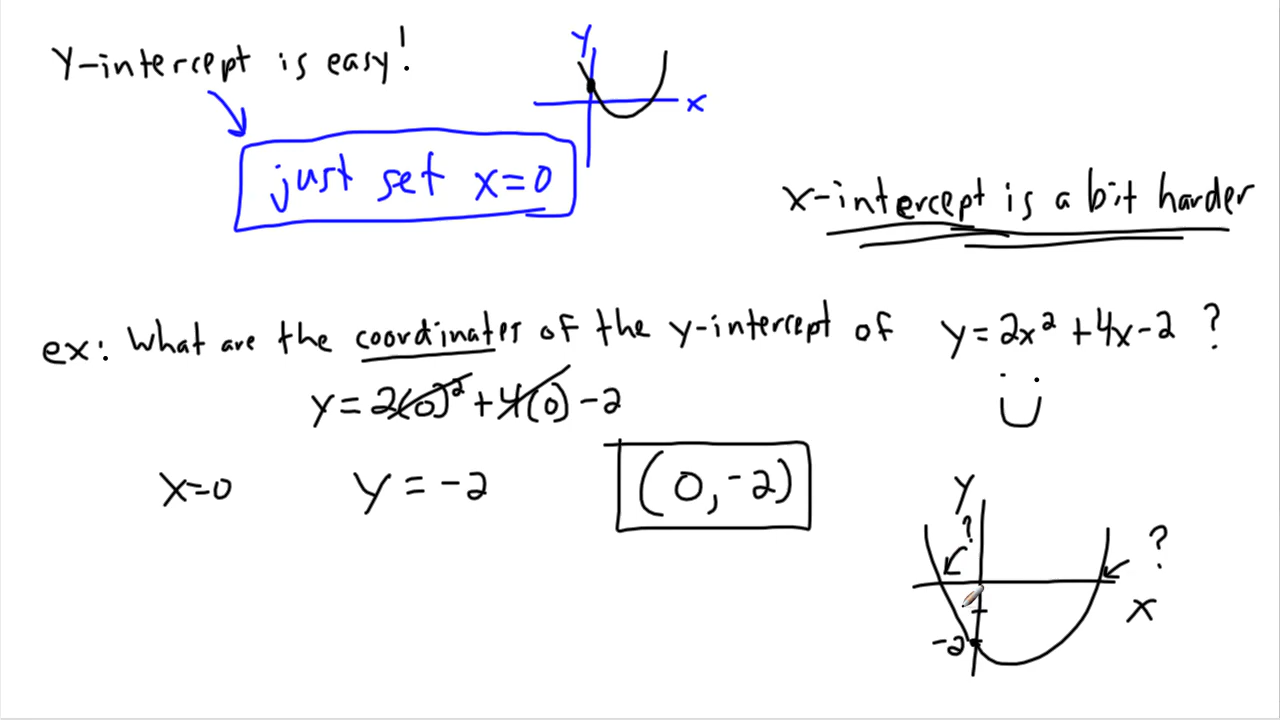 Y-intercept is easy!
y
x
just set x=0
x-intercept is a bit harder
ex: What are the coordinates of the y-intercept of y=2x²+4x-2 ?
y=2(0)²+4(0)-2
x=0 y=-2 (0,-2)
y
?
?
x
-2